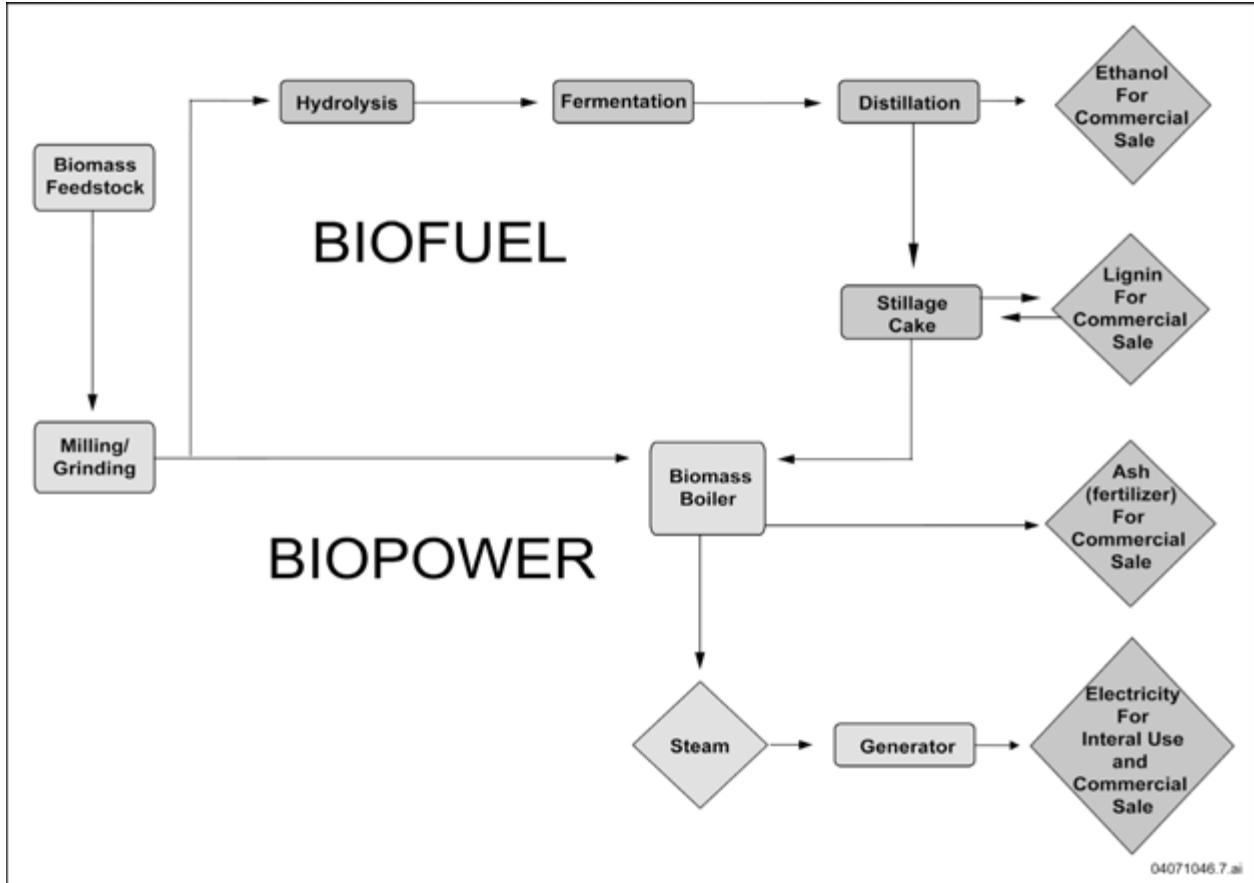 Hydrolysis
Fermentation
Distillation
Ethanol
For
Commercial
Sale
Biomass
Feedstock
BIOFUEL
Stillage
Cake
Lignin
For
Commercial
Sale
Milling/
Grinding
Biomass
Boiler
Ash
(fertilizer)
For
Commercial
Sale
BIOPOWER
Steam
Generator
Electricity
For
Interal Use
and
Commercial
Sale
04071046.7.ai